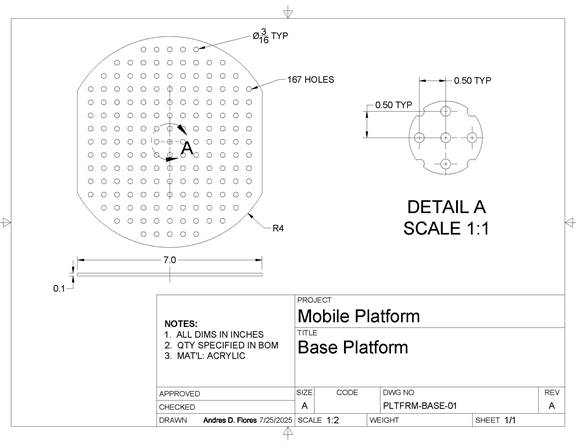 Ø3/16 TYP
167 HOLES
A
R4
7.0
0.1
0.50 TYP
0.50 TYP
DETAIL A
SCALE 1:1
NOTES:
1. ALL DIMS IN INCHES
2. QTY SPECIFIED IN BOM
3. MAT'L: ACRYLIC
PROJECT
Mobile Platform
TITLE
Base Platform
APPROVED
CHECKED
DRAWN Andres D. Flores 7/25/2025
SIZE CODE DWG NO REV
A PLTFRM-BASE-01 A
SCALE 1:2 WEIGHT SHEET 1/1